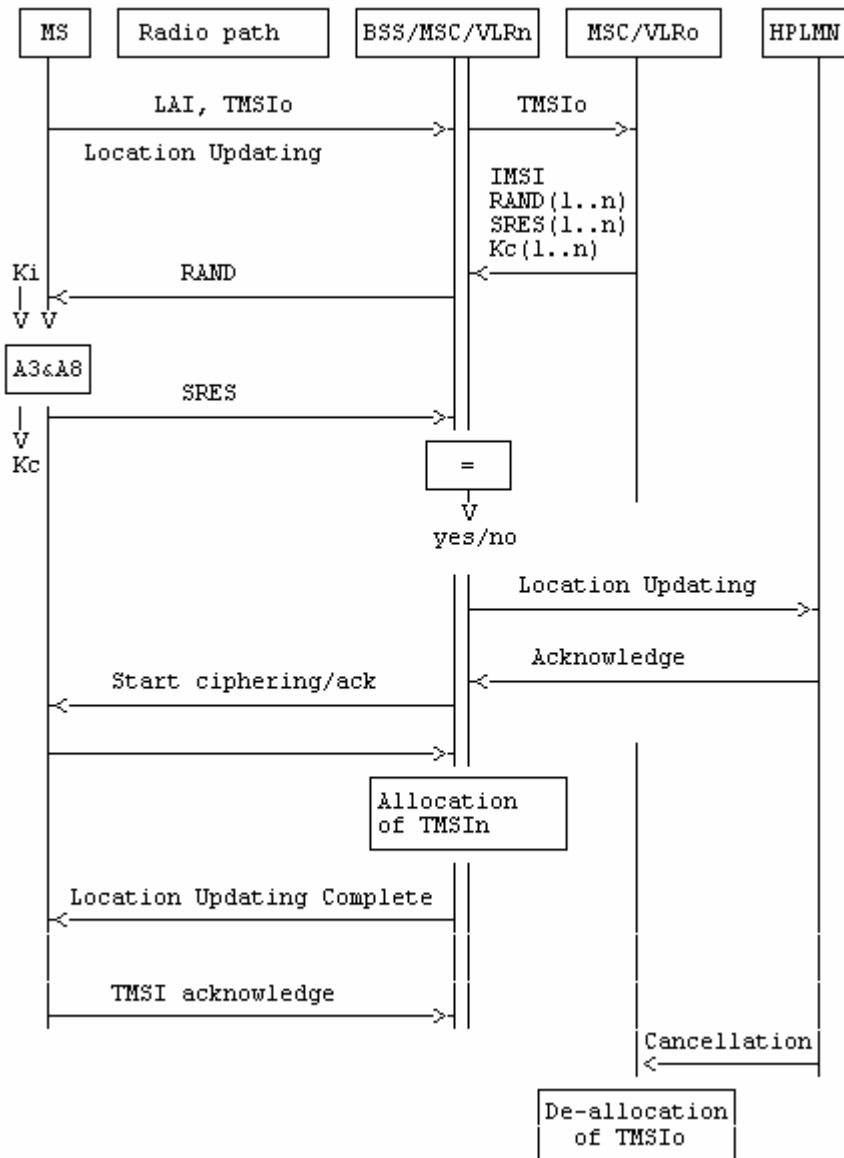 MS
Radio path
BSS/MSC/VLRn
MSC/VLRo
HPLMN
LAI, TMSIo
TMSIo
Location Updating
IMSI
RAND(1..n)
SRES(1..n)
Kc(1..n)
Ki
RAND
V V
A3&A8
SRES
V
Kc
=
V
yes/no
Location Updating
Acknowledge
Start ciphering/ack
Allocation
of TMSIn
Location Updating Complete
TMSI acknowledge
Cancellation
De-allocation
of TMSIo